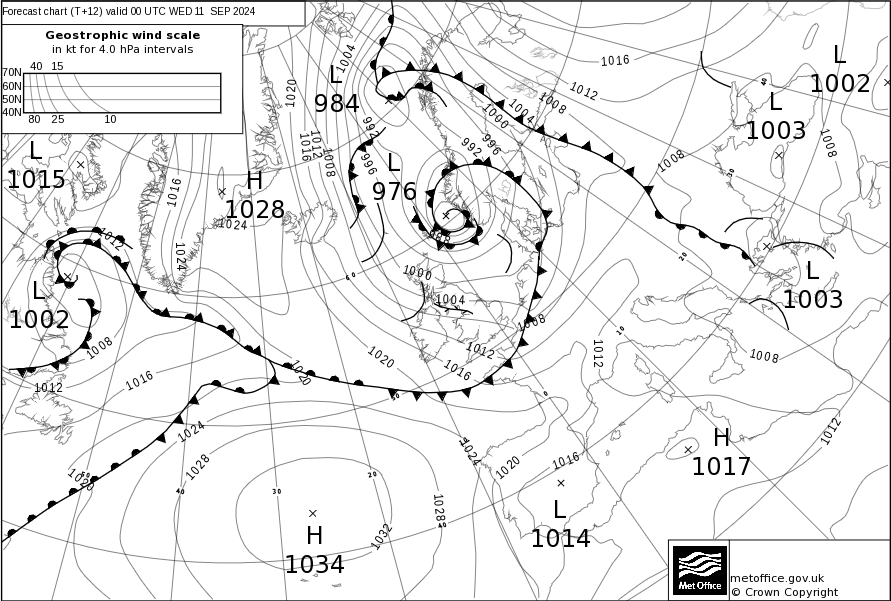 Forecast chart (T+12) valid 00 UTC WED 11 SEP 2024
Geostrophic wind scale
in kt for 4.0 hPa intervals
40 15
70N
60N
50N
40N
80 25 10
L
984
L
1002
L
1003
L
1015
H
1028
L
976
L
1002
L
1003
H
1034
L
1014
H
1017
1004
1016
1012
1008
1004
1000
996
992
992
996
1020
1016
1012
1008
1008
1008
1016
1024
1024
1012
1000
1004
1008
1012
1016
1008
1012
1016
1020
1020
1012
1008
1012
1024
1028
1020
1024
1020
1016
1028
1032
60
50
40
30
20
10
0
40
30
20
metoffice.gov.uk
© Crown Copyright
Met Office